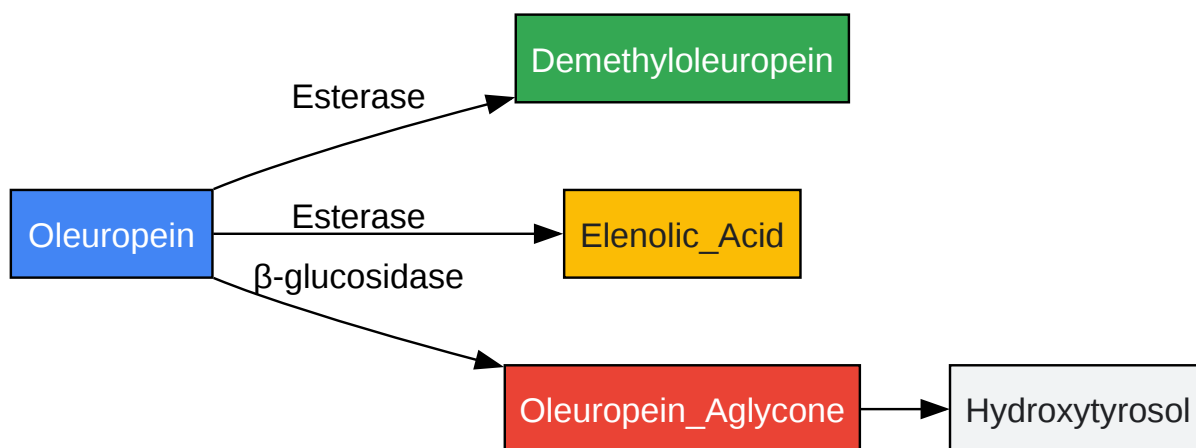 Demethyloleuropein
Esterase
Oleuropein
Esterase
Elenolic_Acid
β-glucosidase
Oleuropein_Aglycone
Hydroxytyrosol